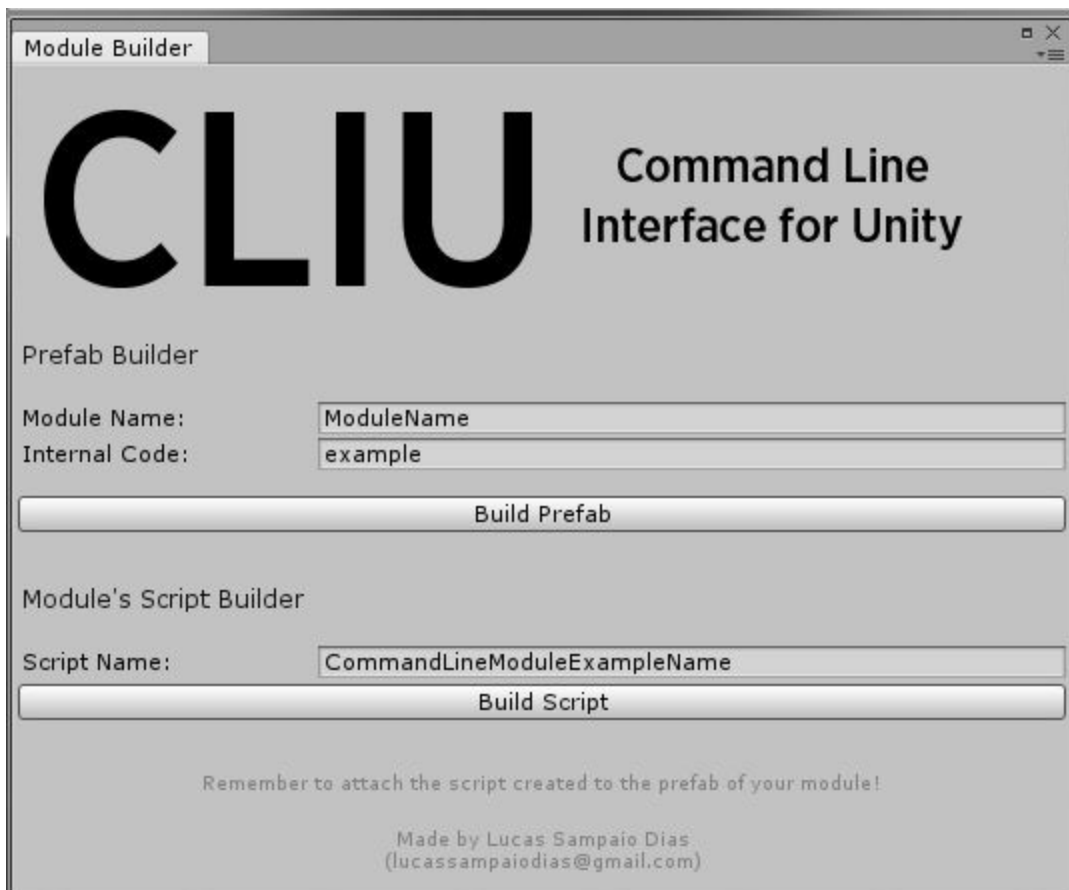 Module Builder
CLIU
Command Line
Interface for Unity
Prefab Builder
Module Name: ModuleName
Internal Code: example
Build Prefab
Module's Script Builder
Script Name: CommandLineModuleExampleName
Build Script
Remember to attach the script created to the prefab of your module!
Made by Lucas Sampaio Dias
(lucassampaiodias@gmail.com)